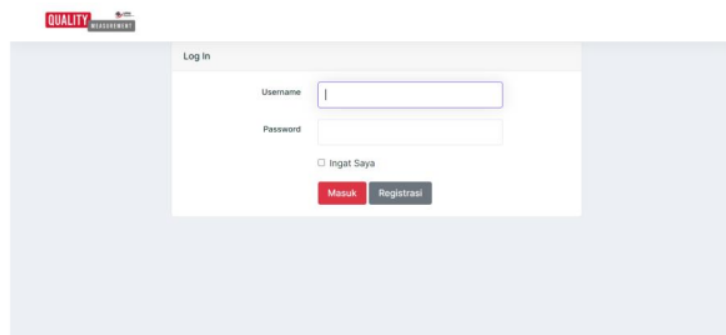 QUALITY
MEASUREMENT
Log In
Username
Password
Ingat Saya
Masuk Registrasi